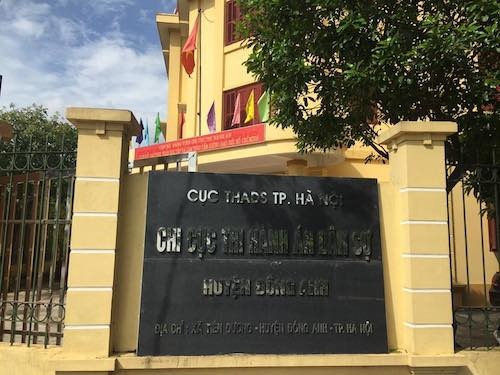 CỤC THADS TP. HÀ NỘI
CHI CỤC THI HÀNH ÁN DÂN SỰ
HUYỆN ĐÔNG ANH
ĐỊA CHỈ : XÃ TIÊN DƯƠNG - HUYỆN ĐÔNG ANH - TP. HÀ NỘI